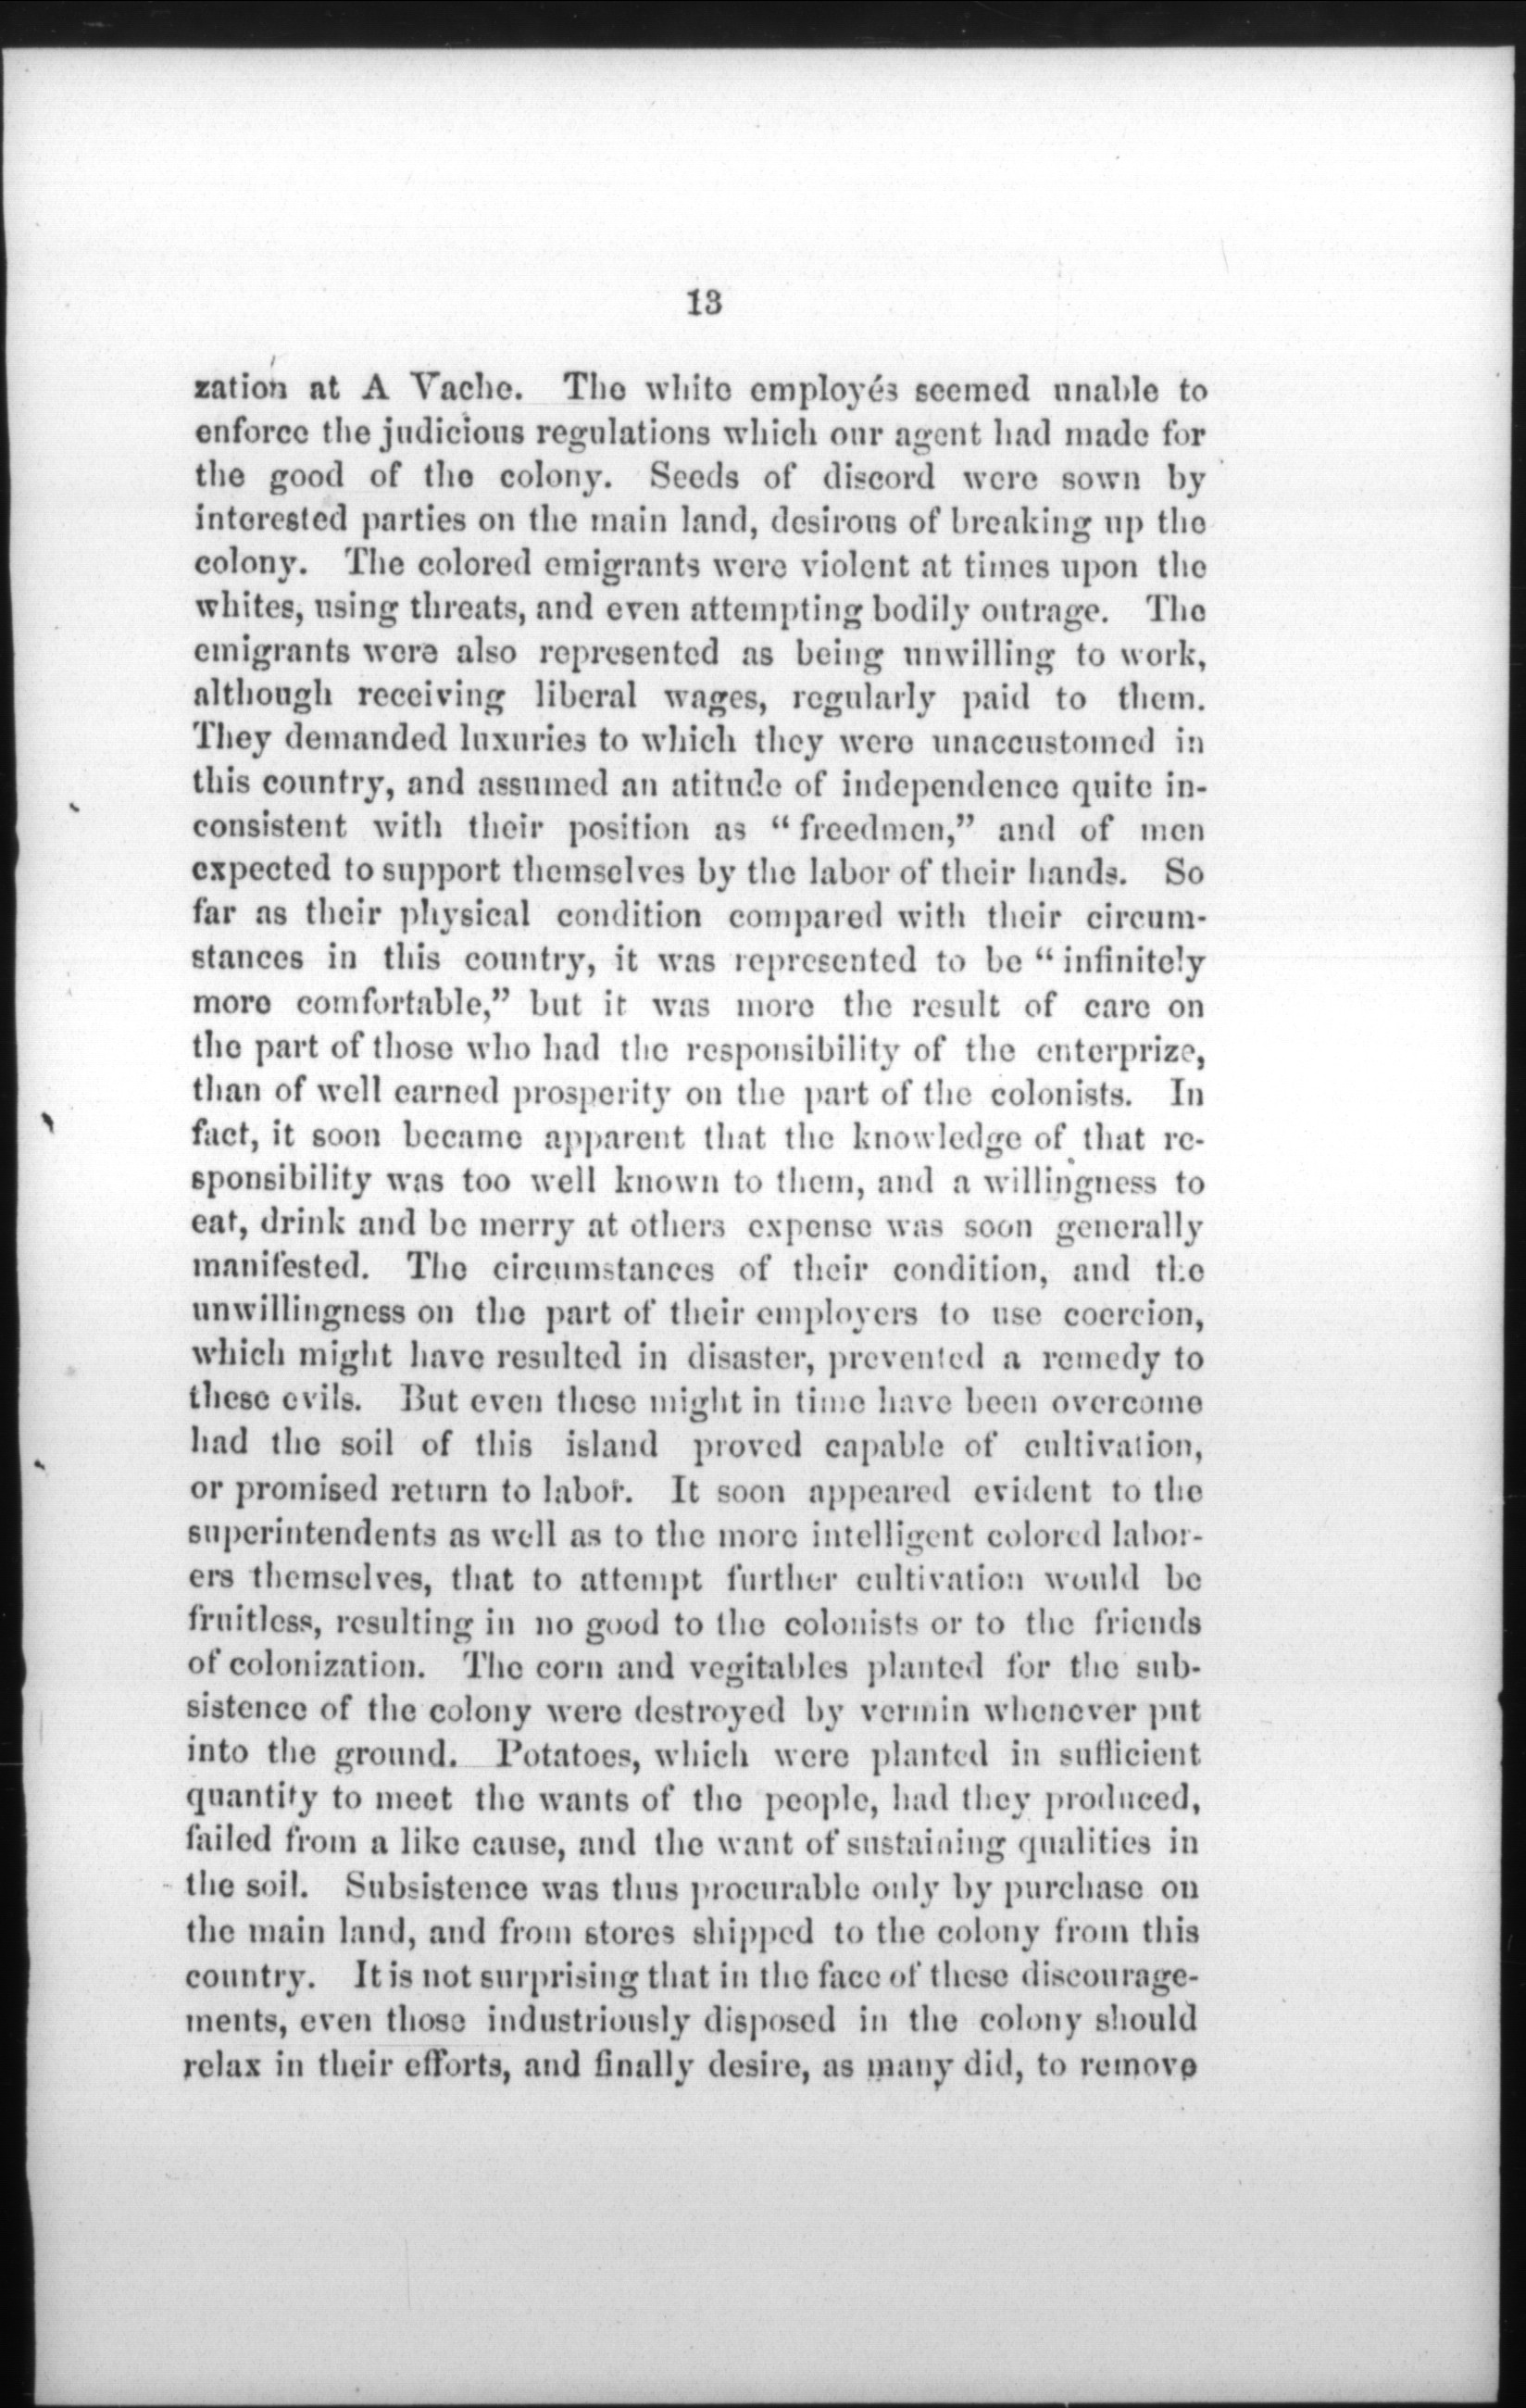 13
zation at A Vache. The white employés seemed unable to
enforce the judicious regulations which our agent had made for
the good of the colony. Seeds of discord were sown by
interested parties on the main land, desirous of breaking up the
colony. The colored emigrants were violent at times upon the
whites, using threats, and even attempting bodily outrage. The
emigrants were also represented as being unwilling to work,
although receiving liberal wages, regularly paid to them.
They demanded luxuries to which they were unaccustomed in
this country, and assumed an atitude of independence quite in-
consistent with their position as “ freedmen,” and of men
expected to support themselves by the labor of their hands. So
far as their physical condition compared with their circum-
stances in this country, it was represented to be “ infinitely
more comfortable,” but it was more the result of care on
the part of those who had the responsibility of the enterprize,
than of well earned prosperity on the part of the colonists. In
fact, it soon became apparent that the knowledge of that re-
sponsibility was too well known to them, and a willingness to
eat, drink and be merry at others expense was soon generally
manifested. The circumstances of their condition, and the
unwillingness on the part of their employers to use coercion,
which might have resulted in disaster, prevented a remedy to
these evils. But even these might in time have been overcome
had the soil of this island proved capable of cultivation,
or promised return to labor. It soon appeared evident to the
superintendents as well as to the more intelligent colored labor-
ers themselves, that to attempt further cultivation would be
fruitless, resulting in no good to the colonists or to the friends
of colonization. The corn and vegitables planted for the sub-
sistence of the colony were destroyed by vermin whenever put
into the ground. Potatoes, which were planted in sufficient
quantity to meet the wants of the people, had they produced,
failed from a like cause, and the want of sustaining qualities in
the soil. Subsistence was thus procurable only by purchase on
the main land, and from stores shipped to the colony from this
country. It is not surprising that in the face of these discourage-
ments, even those industriously disposed in the colony should
relax in their efforts, and finally desire, as many did, to remove